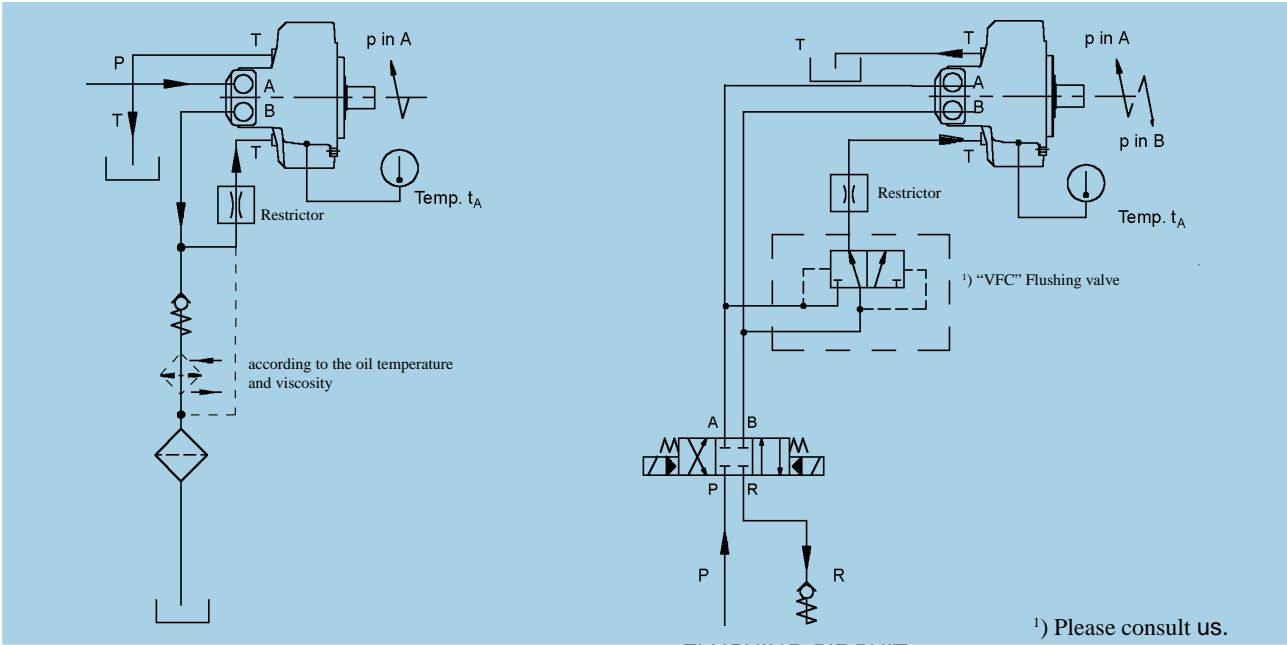 T
p in A
P
A
B
T
T
Temp. tA
Restrictor
according to the oil temperature
and viscosity
T
p in A
A
B
p in B
T
Restrictor
Temp. tA
1) “VFC” Flushing valve
A B
P R
P R
1) Please consult us.